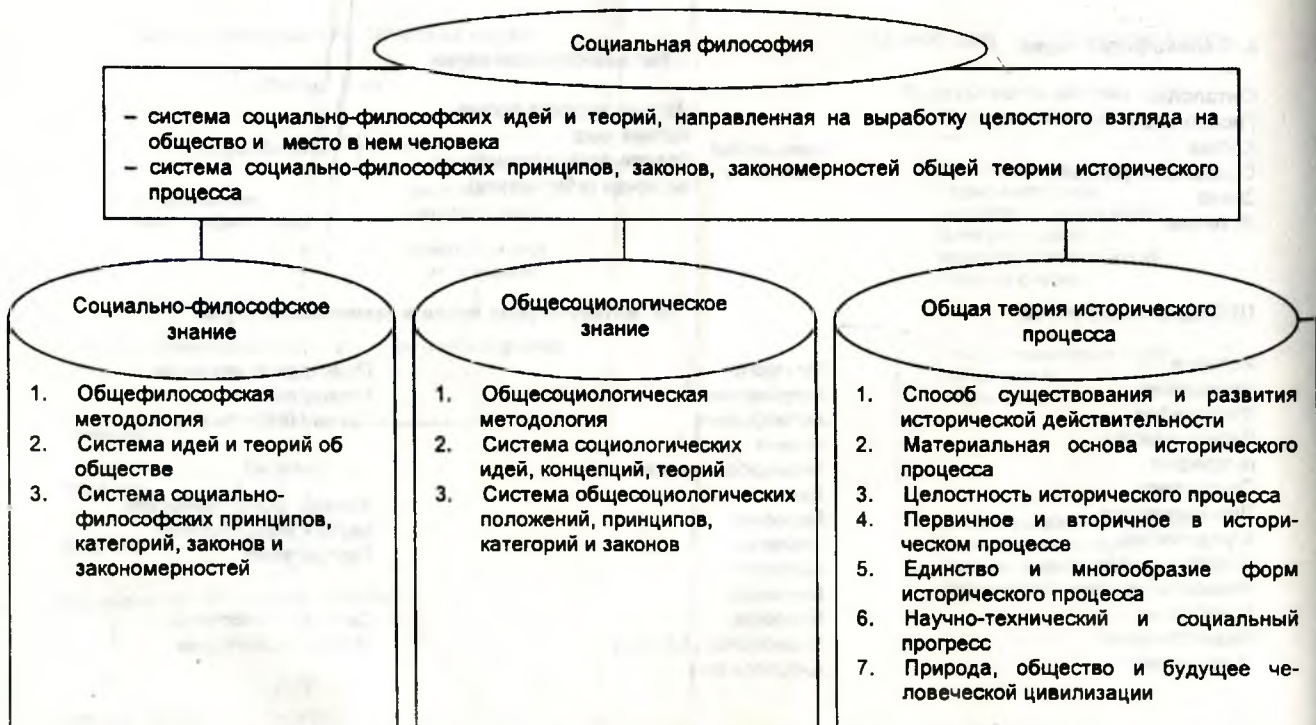 Социальная философия
– система социально-философских идей и теорий, направленная на выработку целостного взгляда на
общество и место в нем человека
– система социально-философских принципов, законов, закономерностей общей теории исторического
процесса
Социально-философское
знание
1. Общефилософская
методология
2. Система идей и теорий об
обществе
3. Система социально-
философских принципов,
категорий, законов и
закономерностей
Общесоциологическое
знание
1. Общесоциологическая
методология
2. Система социологических
идей, концепций, теорий
3. Система общесоциологических
положений, принципов,
категорий и законов
Общая теория исторического
процесса
1. Способ существования и развития
исторической действительности
2. Материальная основа исторического
процесса
3. Целостность исторического процесса
4. Первичное и вторичное в истори-
ческом процессе
5. Единство и многообразие форм
исторического процесса
6. Научно-технический и социальный
прогресс
7. Природа, общество и будущее че-
ловеческой цивилизации